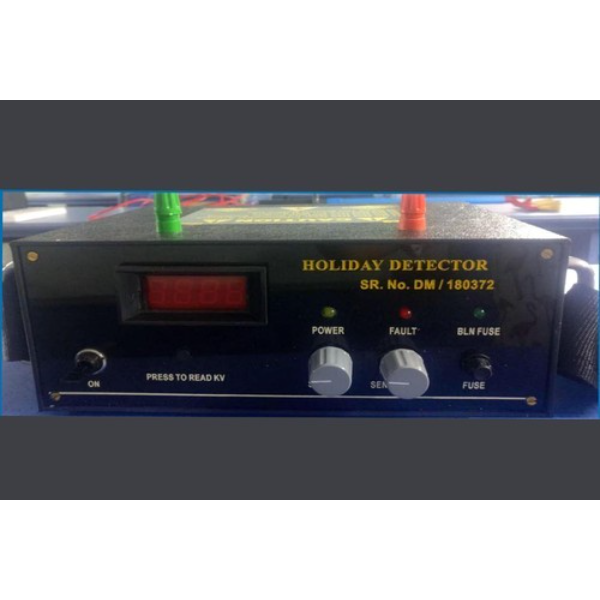 HOLIDAY DETECTOR
SR. No. DM / 180372
POWER FAULT BLN FUSE
ON PRESS TO READ KV FUSE